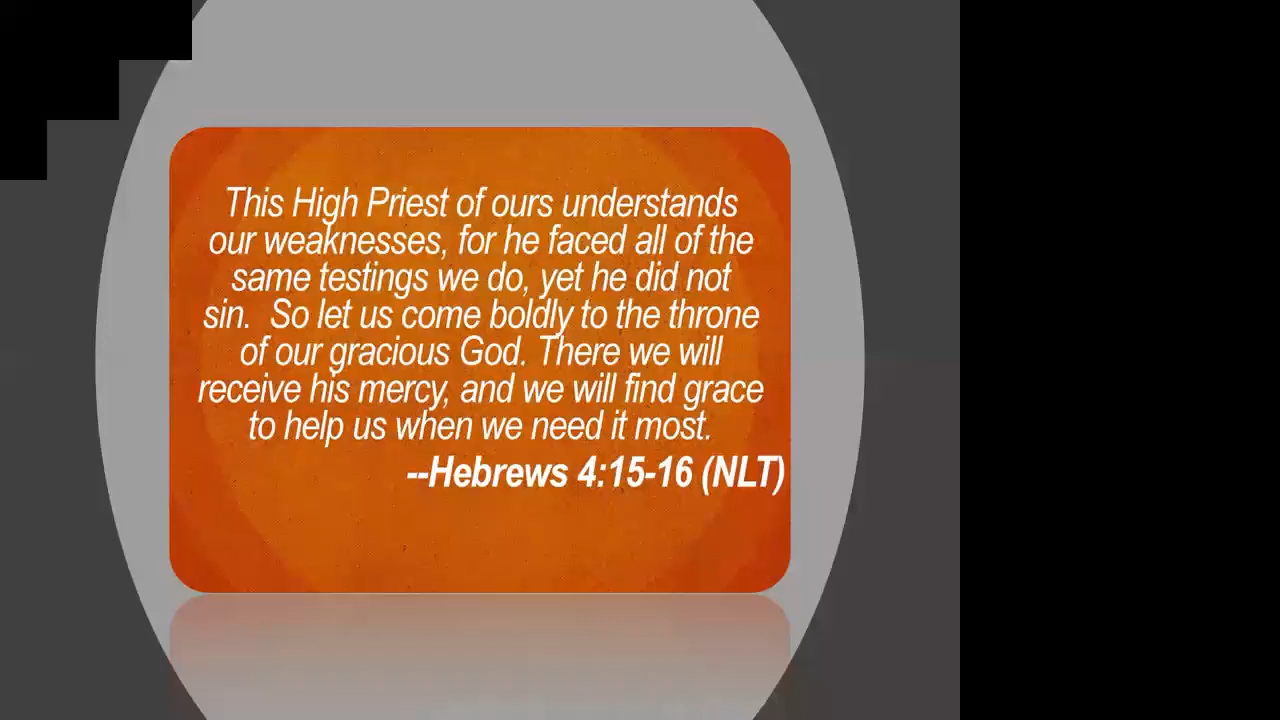 This High Priest of ours understands
our weaknesses, for he faced all of the
same testings we do, yet he did not
sin.  So let us come boldly to the throne
of our gracious God. There we will
receive his mercy, and we will find grace
to help us when we need it most.
--Hebrews 4:15-16 (NLT)